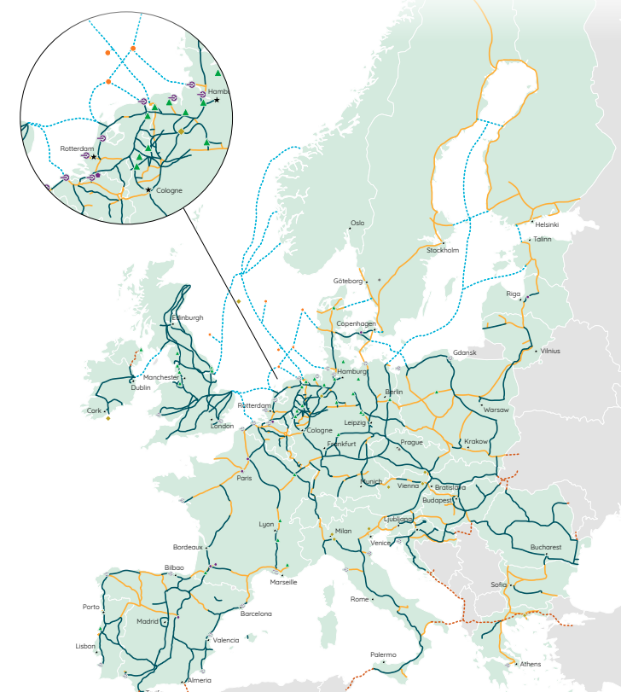 Hamb
Rotterdam
Cologne
Oslo
Helsinki
Talinn
Stockholm
Göteborg
Riga
Copenhagen
Edinburgh
Vilnius
Gdansk
Manchester
Hamburg
Dublin
Berlin
Cork
Rotterdam
Warsaw
London
Leipzig
Cologne
Frankfurt
Prague
Krakow
Paris
Munich
Vienna
Bratislava
Budapest
Lyon
Ljubljana
Milan
Venice
Bordeaux
Bucharest
Bilbao
Marseille
Sofia
Rome
Porto
Barcelona
Madrid
Valencia
Lisbon
Palermo
Athens
Almeria